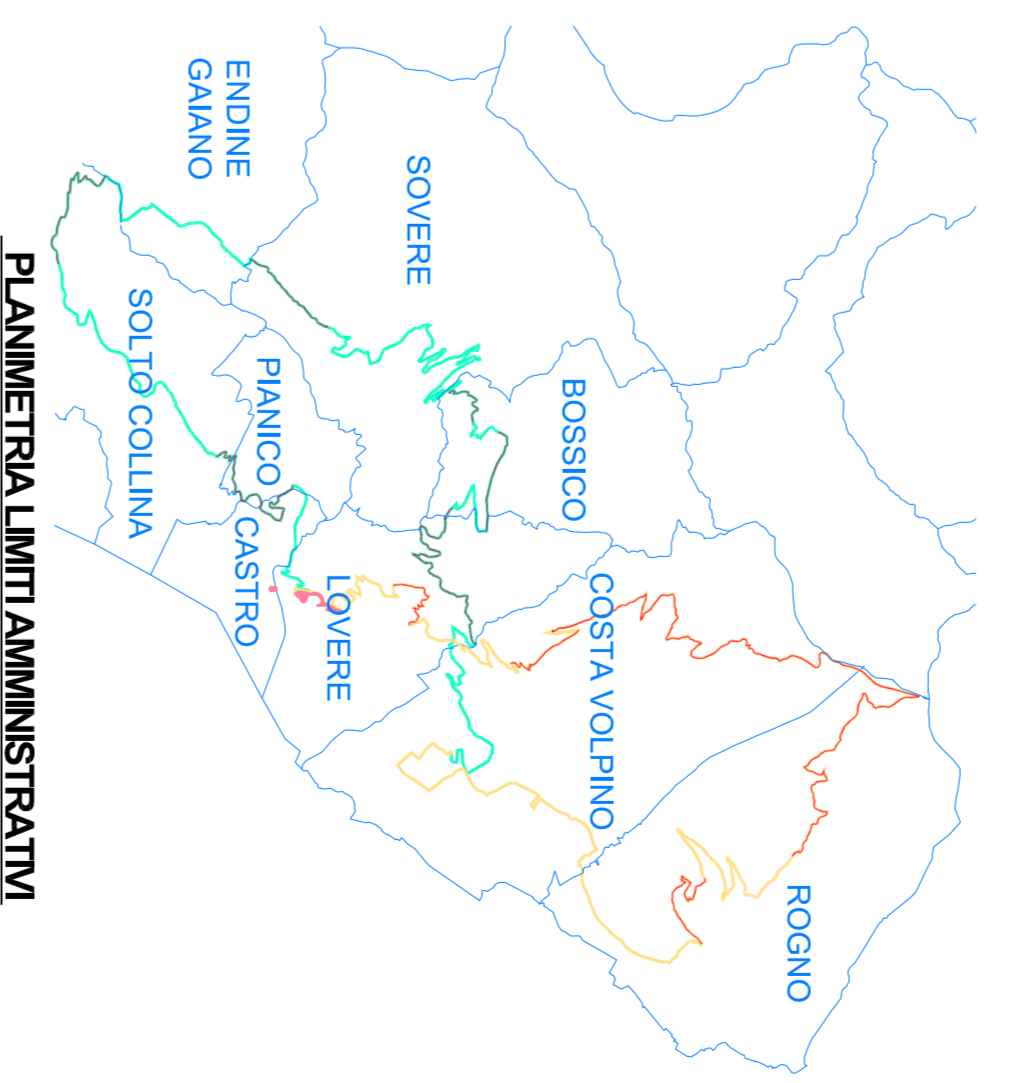 PLANIMETRIA LIMITI AMMINISTRATIVI
ENDINE
GAIANO
SOVERE
SOLTO COLLINA
PIANICO
BOSSICO
CASTRO
LOVERE
COSTA VOLPINO
ROGNO